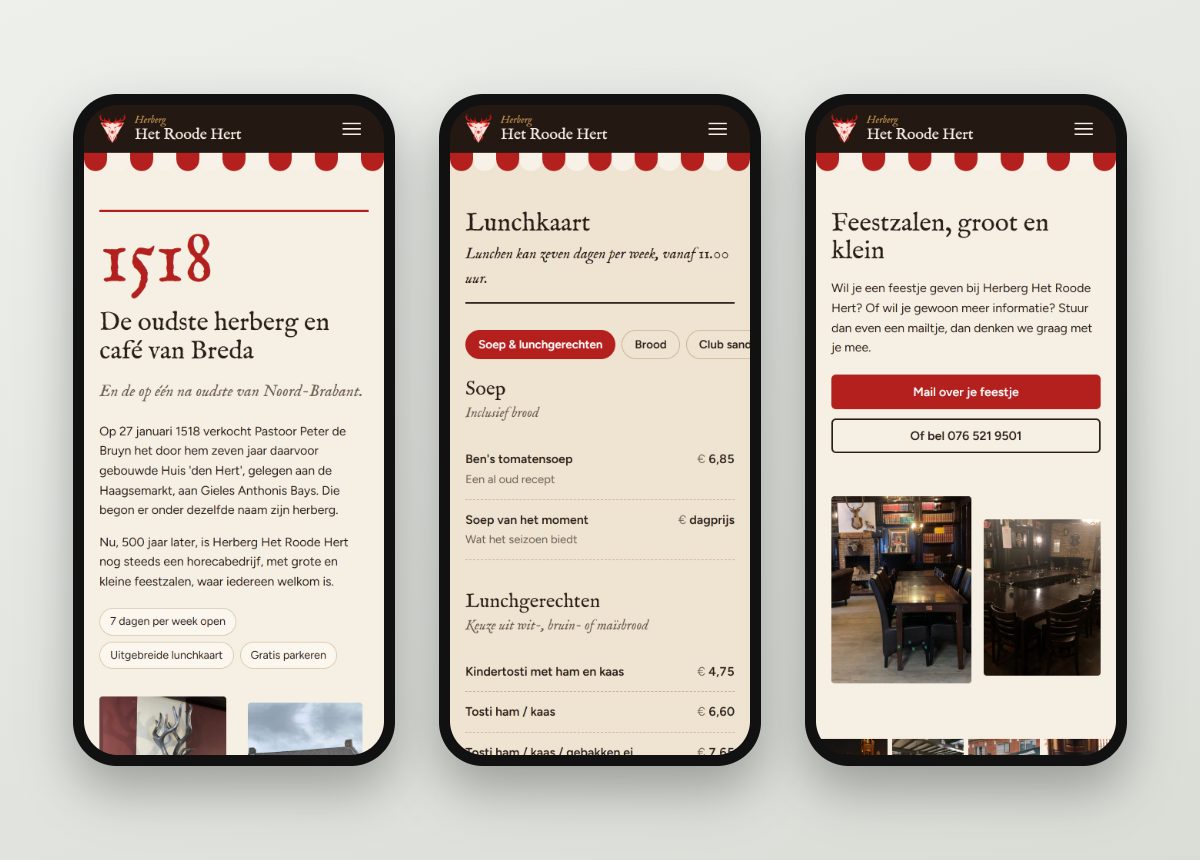 Herberg
Het Roode Hert
1518
De oudste herberg en
café van Breda
En de op één na oudste van Noord-Brabant.
Op 27 januari 1518 verkocht Pastoor Peter de
Bruyn het door hem zeven jaar daarvoor
gebouwde Huis 'den Hert', gelegen aan de
Haagsemarkt, aan Gieles Anthonis Bays. Die
begon er onder dezelfde naam zijn herberg.
Nu, 500 jaar later, is Herberg Het Roode Hert
nog steeds een horecabedrijf, met grote en
kleine feestzalen, waar iedereen welkom is.
7 dagen per week open
Uitgebreide lunchkaart
Gratis parkeren
Herberg
Het Roode Hert
Lunchkaart
Lunchen kan zeven dagen per week, vanaf 11.00
uur.
Soep & lunchgerechten
Brood
Club sand
Soep
Inclusief brood
Ben's tomatensoep € 6,85
Een al oud recept
Soep van het moment € dagprijs
Wat het seizoen biedt
Lunchgerechten
Keuze uit wit-, bruin- of maïsbrood
Kindertosti met ham en kaas € 4,75
Tosti ham / kaas € 6,60
Tosti ham / kaas / gebakken ei € 7,65
Herberg
Het Roode Hert
Feestzalen, groot en
klein
Wil je een feestje geven bij Herberg Het Roode
Hert? Of wil je gewoon meer informatie? Stuur
dan even een mailtje, dan denken we graag met
je mee.
Mail over je feestje
Of bel 076 521 9501